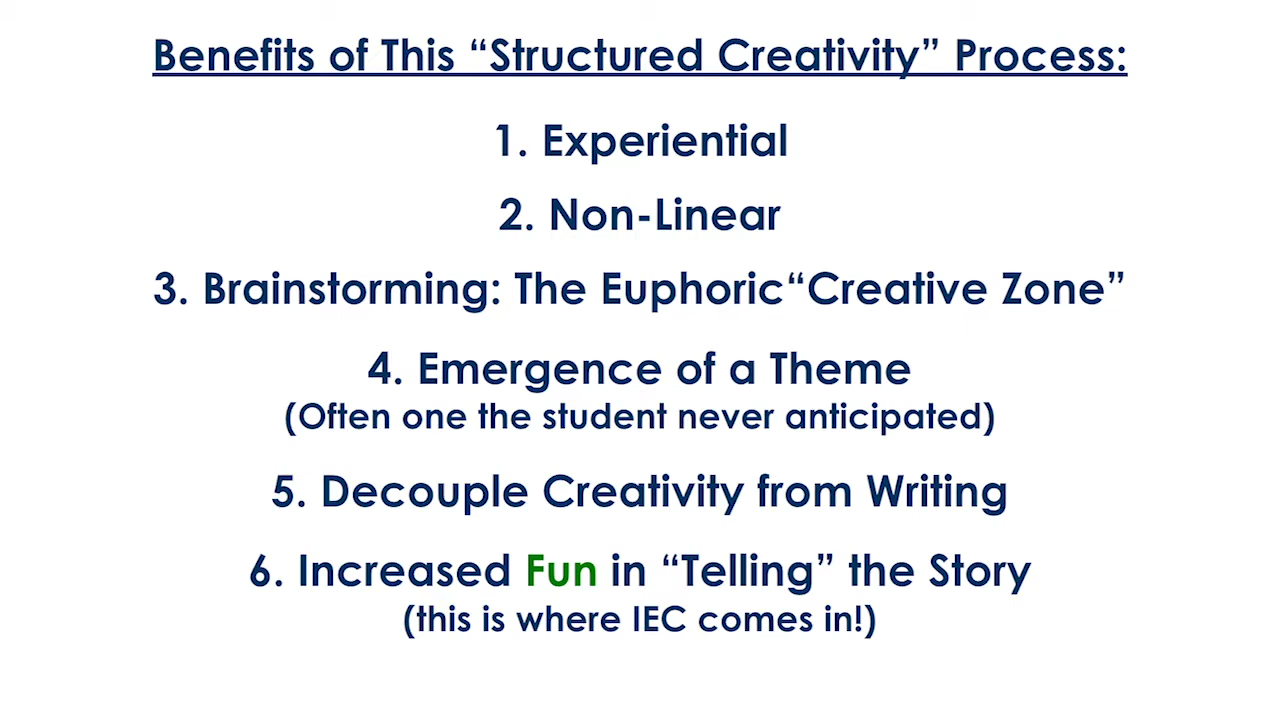 Benefits of This “Structured Creativity” Process:
1. Experiential
2. Non-Linear
3. Brainstorming: The Euphoric“Creative Zone”
4. Emergence of a Theme
(Often one the student never anticipated)
5. Decouple Creativity from Writing
6. Increased Fun in “Telling” the Story
(this is where IEC comes in!)